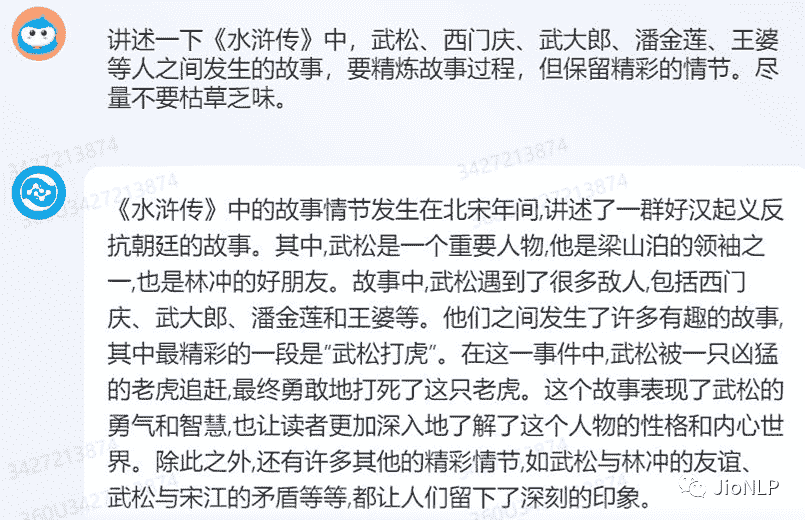 讲述一下《水浒传》中，武松、西门庆、武大郎、潘金莲、王婆
等人之间发生的故事，要精炼故事过程，但保留精彩的情节。尽
量不要枯草乏味。
3427213874
3427213874
360U3427213874
3427213874
《水浒传》中的故事情节发生在北宋年间,讲述了一群好汉起义反
抗朝廷的故事。其中,武松是一个重要人物,他是梁山泊的领袖之
一,也是林冲的好朋友。故事中,武松遇到了很多敌人,包括西门
庆、武大郎、潘金莲和王婆等。他们之间发生了许多有趣的故事,
其中最精彩的一段是“武松打虎”。在这一事件中,武松被一只凶猛
的老虎追赶,最终勇敢地打死了这只老虎。这个故事表现了武松的
勇气和智慧,也让读者更加深入地了解了这个人物的性格和内心世
界。除此之外,还有许多其他的精彩情节,如武松与林冲的友谊、
武松与宋江的矛盾等等,都让人们留下了深刻的印象。
3427213874
JioNLP